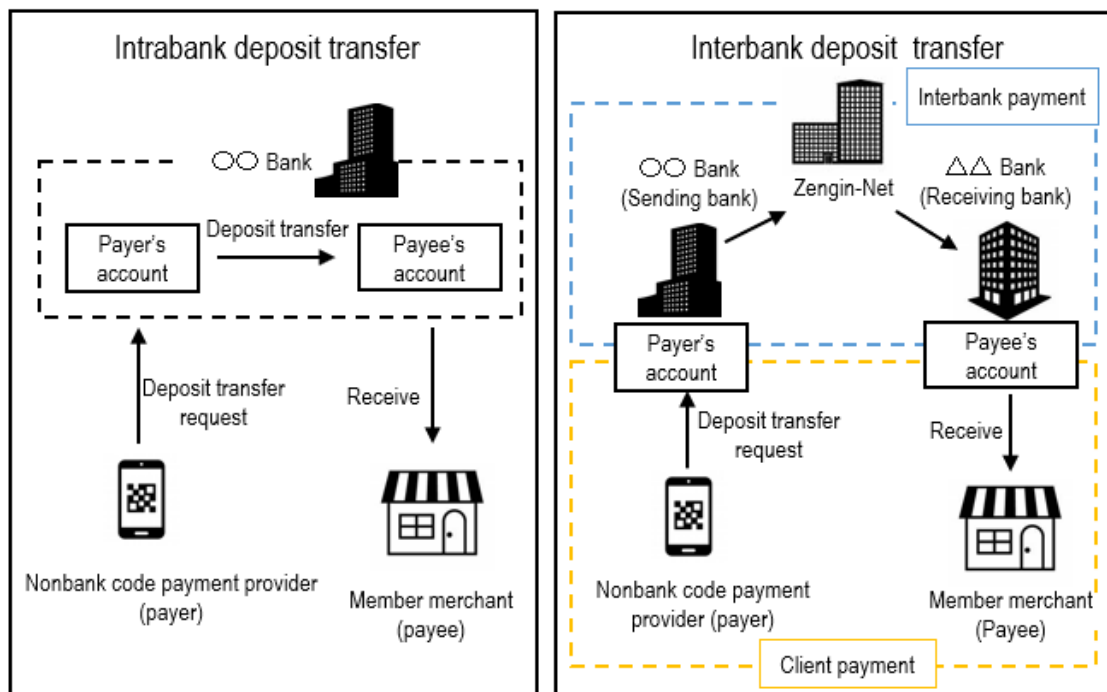 Intrabank deposit transfer
○○ Bank
Payer's
account
Deposit transfer
Payee's
account
Deposit transfer
request
Receive
Nonbank code payment provider
(payer)
Member merchant
(payee)
Interbank deposit transfer
Interbank payment
Zengin-Net
○○ Bank
(Sending bank)
△△ Bank
(Receiving bank)
Payer's
account
Payee's
account
Deposit transfer
request
Receive
Nonbank code payment
provider (payer)
Member merchant
(Payee)
Client payment